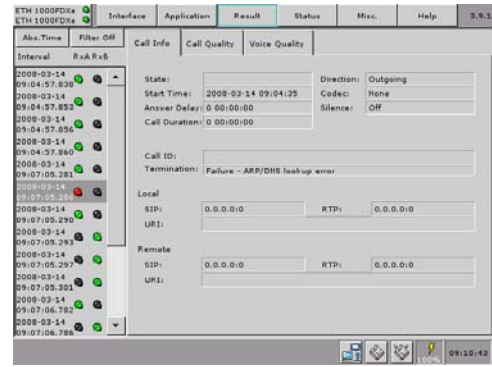 ETH 1000FDXe
ETH 1000FDXe
Interface Application Result Status Misc. Help 3.9.1
Abs.Time Filter Off
Interval RxA RxB
Call Info Call Quality Voice Quality
2008-03-14
09:04:57.830
2008-03-14
09:04:57.853
2008-03-14
09:04:57.856
2008-03-14
09:04:57.860
2008-03-14
09:07:05.281
2008-03-14
09:07:05.286
2008-03-14
09:07:05.290
2008-03-14
09:07:05.293
2008-03-14
09:07:05.297
2008-03-14
09:07:05.301
2008-03-14
09:07:06.782
2008-03-14
09:07:06.786
State: Direction: Outgoing
Start Time: 2008-03-14 09:04:35 Codec: None
Answer Delay: 0 00:00:00 Silence: Off
Call Duration: 0 00:00:00
Call ID:
Termination: Failure - ARP/DNS lookup error
Local
SIP: 0.0.0.0:0 RTP: 0.0.0.0:0
URI:
Remote
SIP: 0.0.0.0:0 RTP: 0.0.0.0:0
URI:
100% 09:10:42